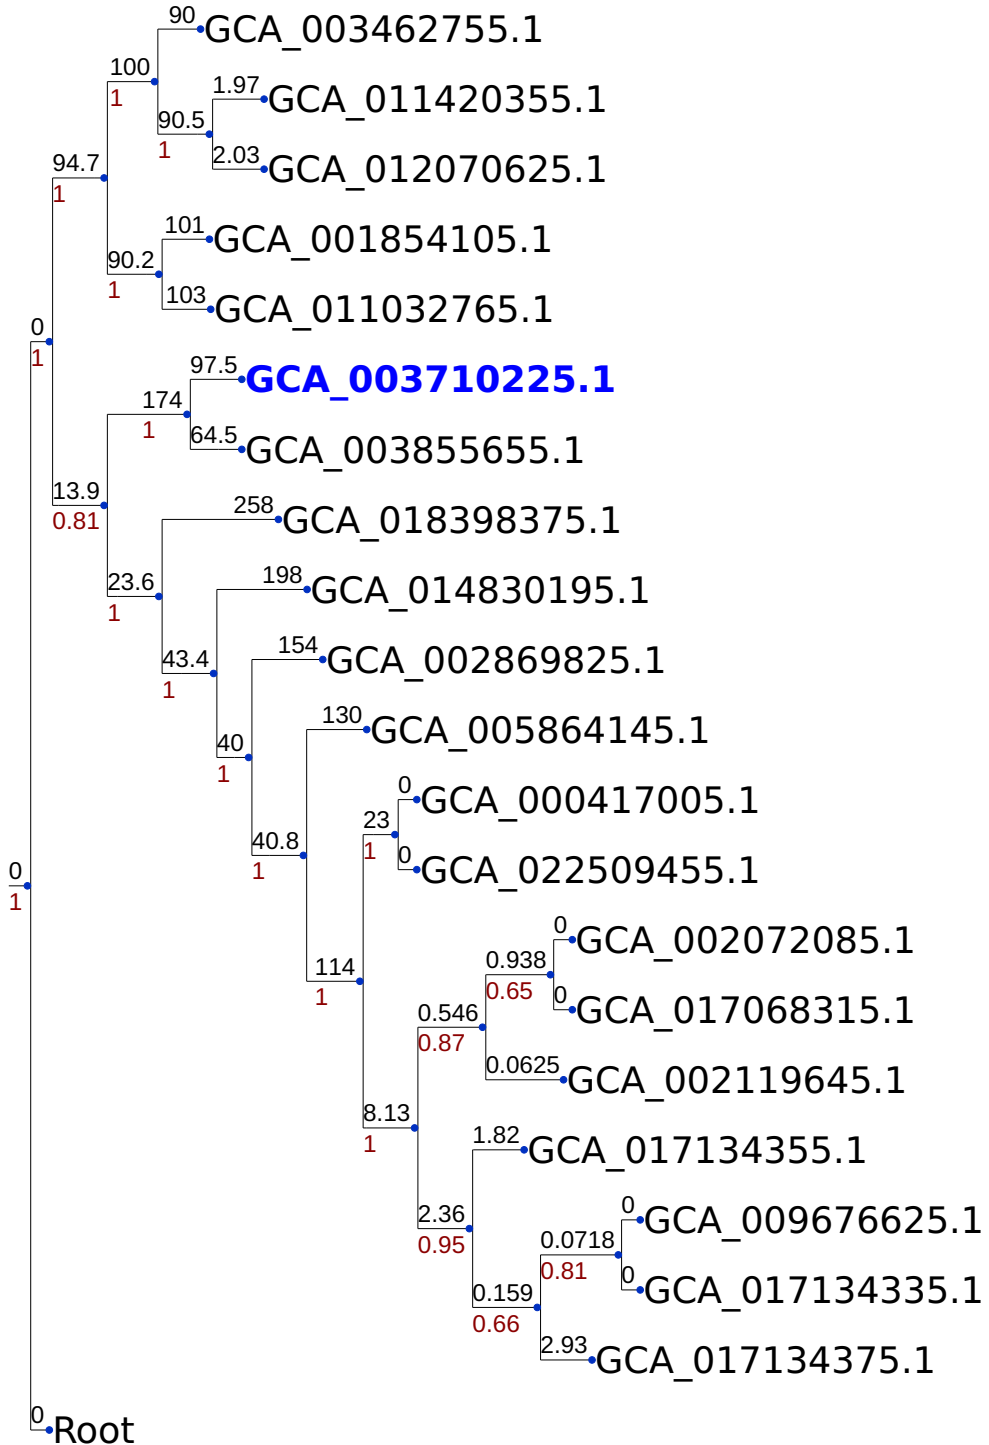 90 GCA_003462755.1
100
1
1.97 GCA_011420355.1
90.5
1
2.03 GCA_012070625.1
94.7
1
101 GCA_001854105.1
90.2
1
103 GCA_011032765.1
0
1
97.5 GCA_003710225.1
174
1
64.5 GCA_003855655.1
13.9
0.81
258 GCA_018398375.1
23.6
1
198 GCA_014830195.1
43.4
1
154 GCA_002869825.1
40
1
130 GCA_005864145.1
40.8
1
0 GCA_000417005.1
23
1
0 GCA_022509455.1
0
1
0 GCA_002072085.1
0.938
0.65
114
1
0 GCA_017068315.1
0.546
0.87
0.0625 GCA_002119645.1
8.13
1
1.82 GCA_017134355.1
2.36
0.95
0 GCA_009676625.1
0.0718
0.81
0 GCA_017134335.1
0.159
0.66
2.93 GCA_017134375.1
0 Root